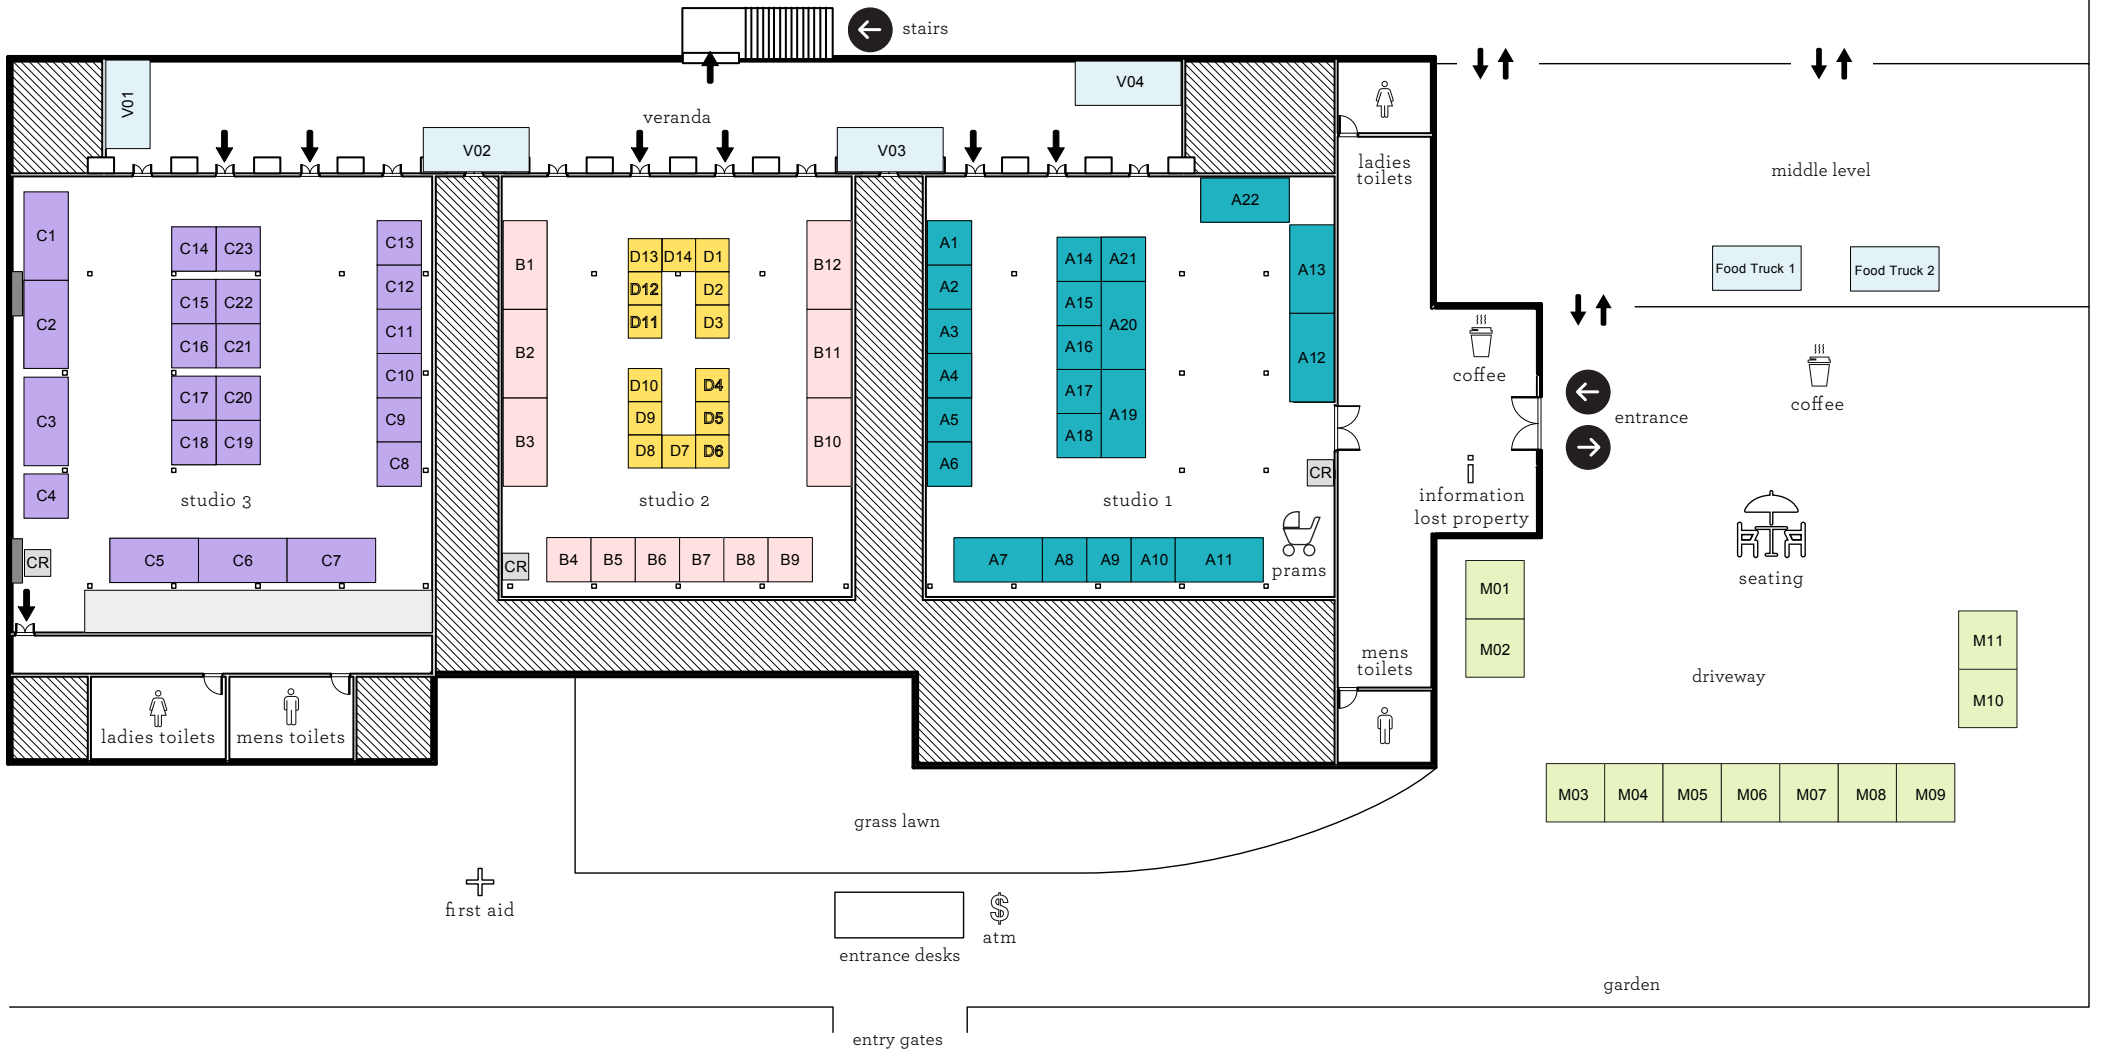 stairs
V01
V04
veranda
V02
V03
ladies
toilets
middle level
C1
C2
C3
C4
C14
C23
C15
C22
C16
C21
C17
C20
C18
C19
C13
C12
C11
C10
C9
C8
studio 3
CR
C5
C6
C7
ladies toilets
mens toilets
B1
B2
B3
D13
D14
D1
D12
D2
D11
D3
D10
D4
D9
D5
D8
D7
D6
B12
B11
B10
studio 2
CR
B4
B5
B6
B7
B8
B9
A22
A1
A2
A3
A4
A5
A6
A14
A21
A15
A20
A16
A17
A19
A18
A13
A12
CR
studio 1
prams
A7
A8
A9
A10
A11
mens
toilets
Food Truck 1
Food Truck 2
coffee
coffee
entrance
i
information
lost property
seating
M01
M02
driveway
M11
M10
M03
M04
M05
M06
M07
M08
M09
grass lawn
first aid
$
atm
entrance desks
garden
entry gates